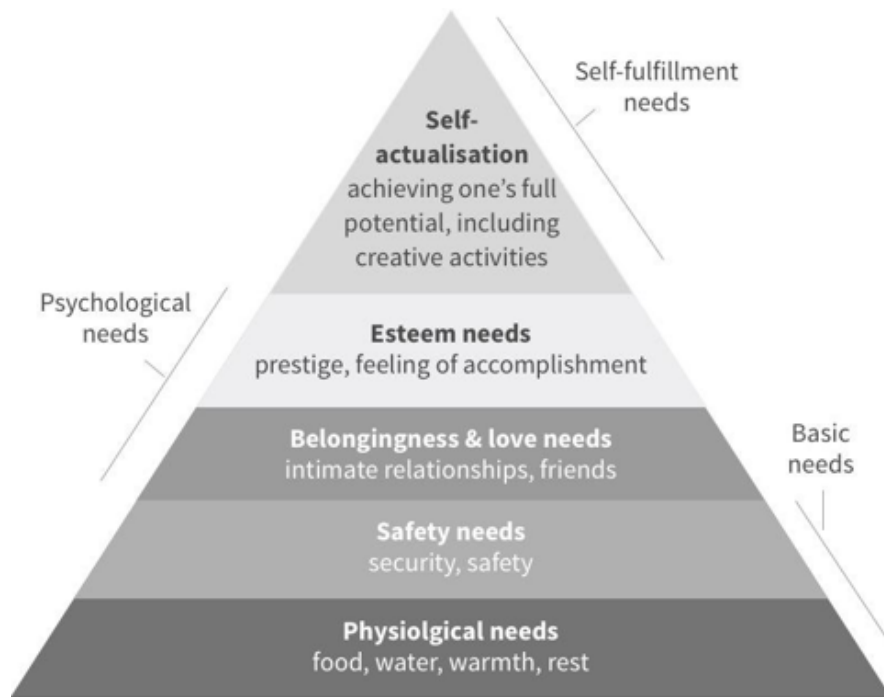 Self-fulfillment
needs
Self-
actualisation
achieving one's full
potential, including
creative activities
Psychological
needs
Esteem needs
prestige, feeling of accomplishment
Belongingness & love needs
intimate relationships, friends
Basic
needs
Safety needs
security, safety
Physiolgical needs
food, water, warmth, rest